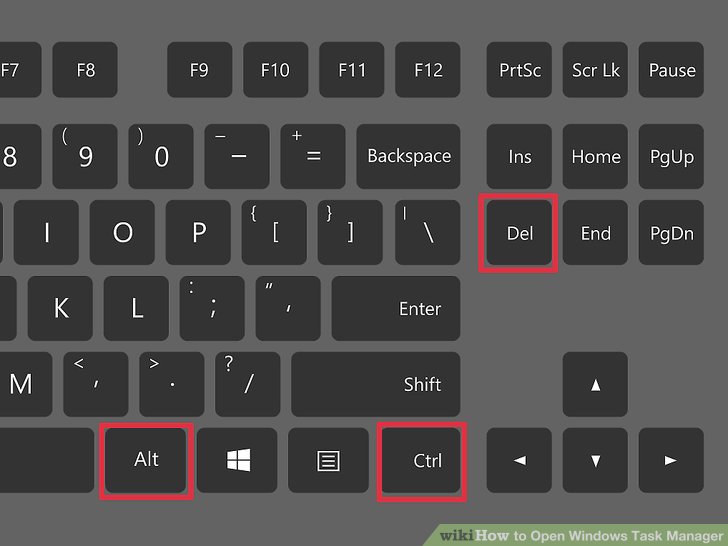 F7 F8 F9 F10 F11 F12 PrtSc Scr Lk Pause
8 ( 9 ) 0 – – + = Backspace Ins Home PgUp
I O P { [ } ] | \ Del End PgDn
K L : ; “ ‚ Enter
M < , > . ? / Shift
Alt Ctrl
wikiHow to Open Windows Task Manager